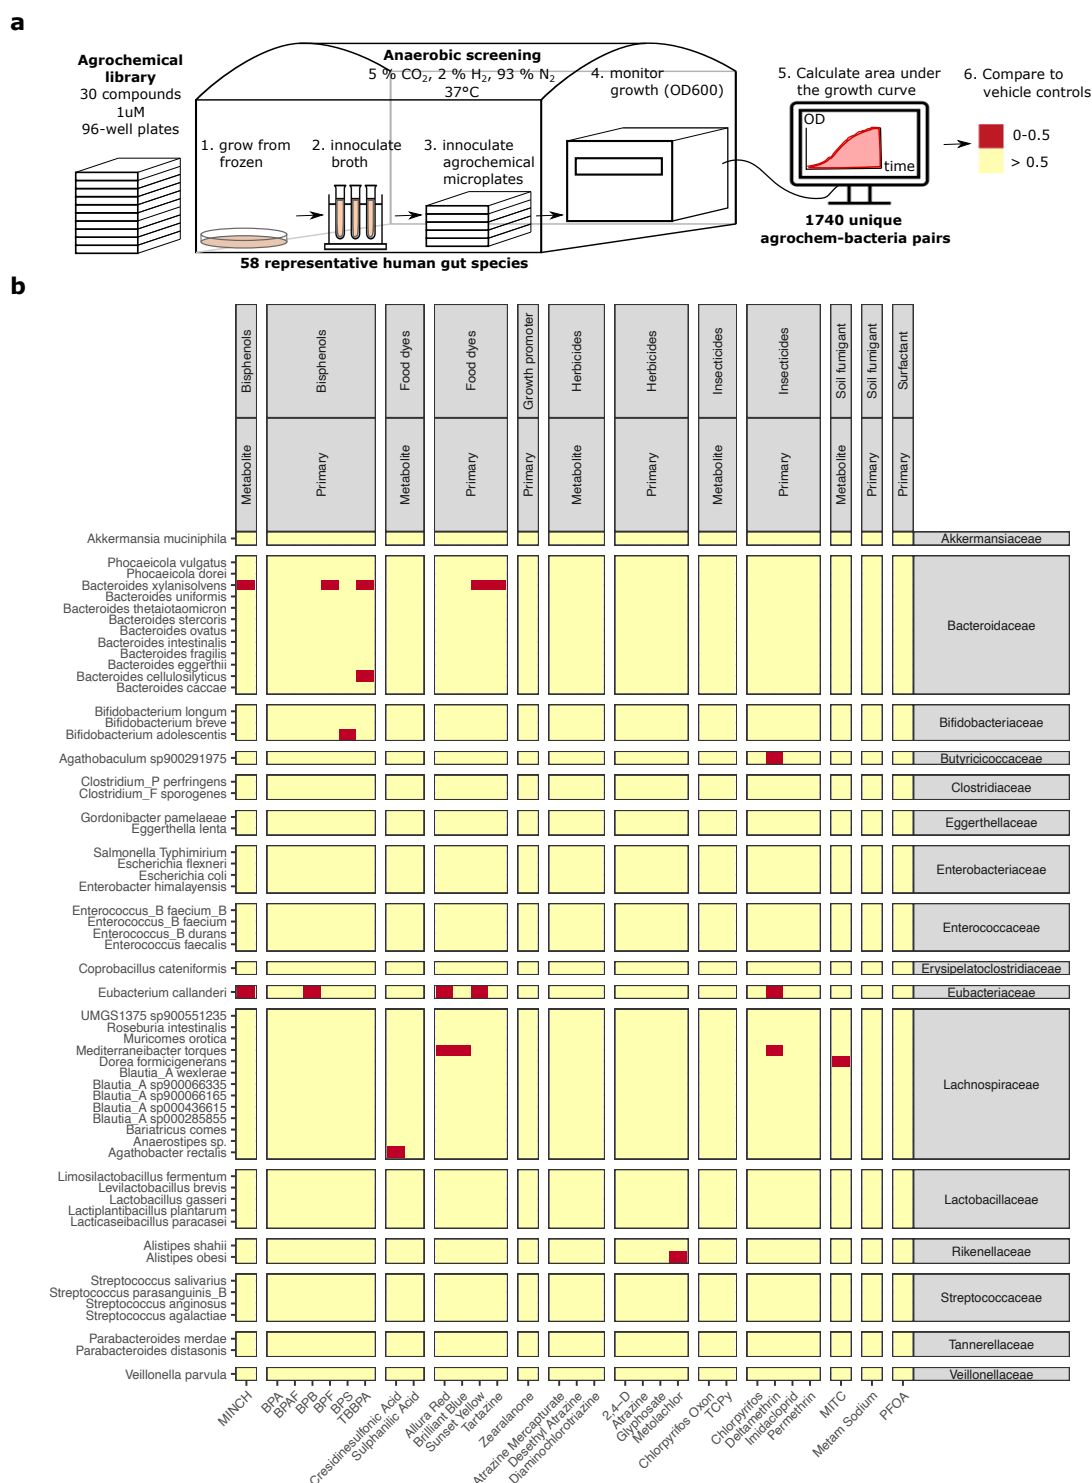 a
Agrochemical
library
30 compounds
1uM
96-well plates
Anaerobic screening
5 % CO₂, 2 % H₂, 93 % N₂
37°C
1. grow from
frozen
2. innoculate
broth
3. innoculate
agrochemical
microplates
4. monitor
growth (OD600)
58 representative human gut species
5. Calculate area under
the growth curve
OD
time
1740 unique
agrochem-bacteria pairs
6. Compare to
vehicle controls
0-0.5
> 0.5
b
Bisphenols
Bisphenols
Food dyes
Food dyes
Growth promoter
Herbicides
Herbicides
Insecticides
Insecticides
Soil fumigant
Soil fumigant
Surfactant
Metabolite
Primary
Metabolite
Primary
Primary
Metabolite
Primary
Metabolite
Primary
Metabolite
Primary
Primary
Akkermansia muciniphila
Akkermansiaceae
Phocaeicola vulgatus
Phocaeicola dorei
Bacteroides xylanisolvens
Bacteroides uniformis
Bacteroides thetaiotaomicron
Bacteroides stercoris
Bacteroides ovatus
Bacteroides intestinalis
Bacteroides fragilis
Bacteroides eggerthii
Bacteroides cellulosilyticus
Bacteroides caccae
Bacteroidaceae
Bifidobacterium longum
Bifidobacterium breve
Bifidobacterium adolescentis
Bifidobacteriaceae
Agathobaculum sp900291975
Butyricicoccaceae
Clostridium_P perfringens
Clostridium_F sporogenes
Clostridiaceae
Gordonibacter pamelaeae
Eggerthella lenta
Eggerthellaceae
Salmonella Typhimirium
Escherichia flexneri
Escherichia coli
Enterobacter himalayensis
Enterobacteriaceae
Enterococcus_B faecium_B
Enterococcus_B faecium
Enterococcus_B durans
Enterococcus faecalis
Enterococcaceae
Coprobacillus cateniformis
Erysipelatoclostridiaceae
Eubacterium callanderi
Eubacteriaceae
UMGS1375 sp900551235
Roseburia intestinalis
Muricomes orotica
Mediterraneibacter torques
Dorea formicigenerans
Blautia_A wexlerae
Blautia_A sp900066335
Blautia_A sp900066165
Blautia_A sp000436615
Blautia_A sp000285855
Bariatricus comes
Anaerostipes sp.
Agathobacter rectalis
Lachnospiraceae
Limosilactobacillus fermentum
Levilactobacillus brevis
Lactobacillus gasseri
Lactiplantibacillus plantarum
Lacticaseibacillus paracasei
Lactobacillaceae
Alistipes shahii
Alistipes obesi
Rikenellaceae
Streptococcus salivarius
Streptococcus parasanguinis_B
Streptococcus anginosus
Streptococcus agalactiae
Streptococcaceae
Parabacteroides merdae
Parabacteroides distasonis
Tannerellaceae
Veillonella parvula
Veillonellaceae
MINCH
BPA
BPAF
BPB
BPF
BPS
TBBPA
Cresidinesulfonic Acid
Sulphanilic Acid
Allura Red
Briliant Blue
Sunset Yellow
Tartazine
Zearalanone
Atrazine Mercapturate
Desethyl Atrazine
Diaminochlorotriazine
2,4-D
Atrazine
Glyphosate
Metolachlor
Chlorpyrifos Oxon
TCPy
Chlorpyrifos
Deltamethrin
Imidacloprid
Permethrin
MITC
Metam Sodium
PFOA